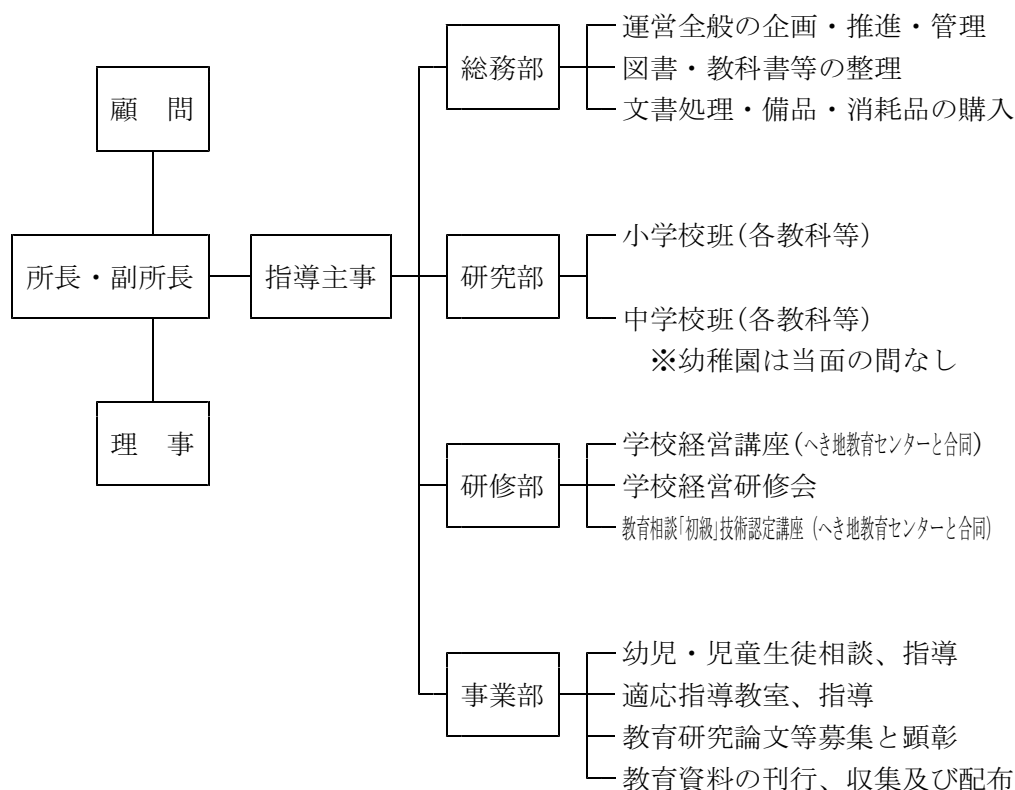 顧　問
所長・副所長
理　事
指導主事
総務部
運営全般の企画・推進・管理
図書・教科書等の整理
文書処理・備品・消耗品の購入
研究部
小学校班(各教科等)
中学校班(各教科等)
※幼稚園は当面の間なし
研修部
学校経営講座(へき地教育センターと合同)
学校経営研修会
教育相談「初級」技術認定講座 (へき地教育センターと合同)
事業部
幼児・児童生徒相談、指導
適応指導教室、指導
教育研究論文等募集と顕彰
教育資料の刊行、収集及び配布